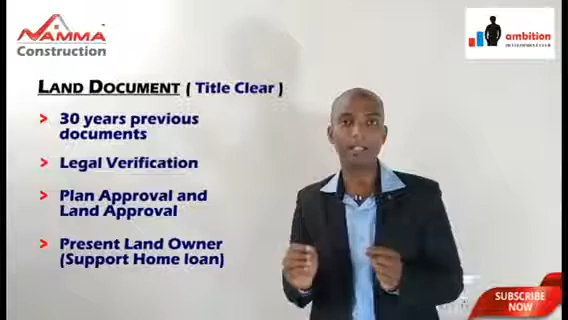 NAMMA
Construction
ambition
LAND DOCUMENT ( Title Clear )
> 30 years previous
documents
> Legal Verification
> Plan Approval and
Land Approval
> Present Land Owner
(Support Home loan)
SUBSCRIBE
NOW